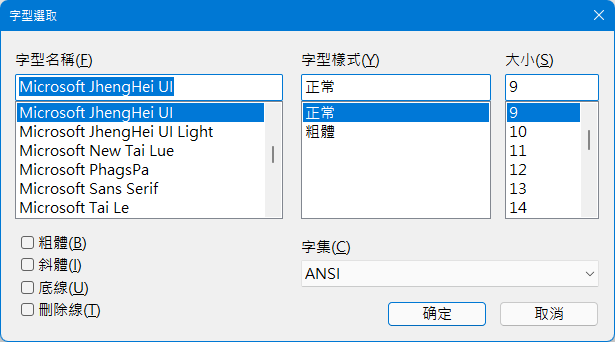 字型選取
字型名稱(F)
字型樣式(Y)
大小(S)
Microsoft JhengHei UI
正常
9
Microsoft JhengHei UI
正常
9
Microsoft JhengHei UI Light
粗體
10
Microsoft New Tai Lue
11
Microsoft PhagsPa
12
Microsoft Sans Serif
13
Microsoft Tai Le
14
粗體(B)
斜體(I)
底線(U)
刪除線(T)
字集(C)
ANSI
确定
取消